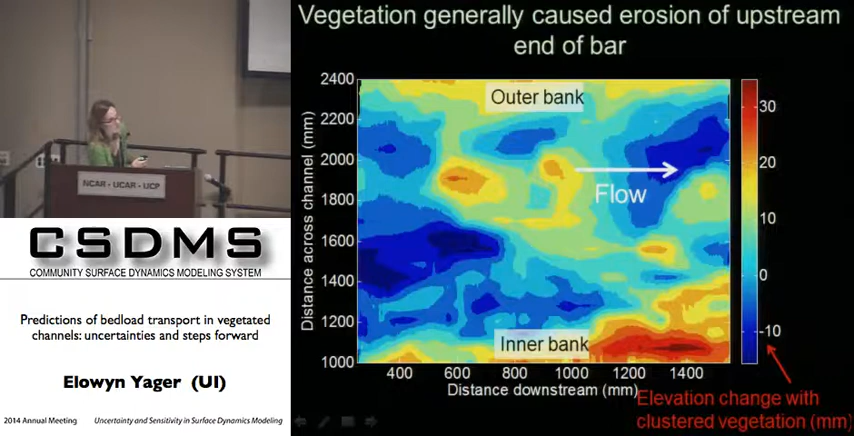 Vegetation generally caused erosion of upstream
end of bar
NCAR - UCAR - UCP
CSDMS
COMMUNITY SURFACE DYNAMICS MODELING SYSTEM
Predictions of bedload transport in vegetated
channels: uncertainties and steps forward
Elowyn Yager (UI)
2014 Annual Meeting
Uncertainty and Sensitivity in Surface Dynamics Modeling
Distance across channel (mm)
2400
2200
2000
1800
1600
1400
1200
1000
Outer bank
Flow
Inner bank
400 600 800 1000 1200 1400
Distance downstream (mm)
30
20
10
0
-10
Elevation change with
clustered vegetation (mm)